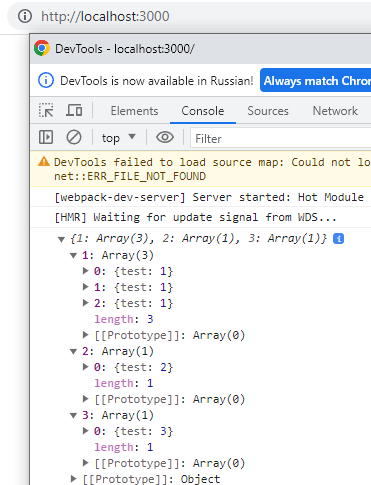 http://localhost:3000
DevTools - localhost:3000/
DevTools is now available in Russian! Always match Chron
Elements Console Sources Network
top Filter
DevTools failed to load source map: Could not lo
net::ERR_FILE_NOT_FOUND
[webpack-dev-server] Server started: Hot Module
[HMR] Waiting for update signal from WDS...
{1: Array(3), 2: Array(1), 3: Array(1)} i
1: Array(3)
0: {test: 1}
1: {test: 1}
2: {test: 1}
length: 3
[[Prototype]]: Array(0)
2: Array(1)
0: {test: 2}
length: 1
[[Prototype]]: Array(0)
3: Array(1)
0: {test: 3}
length: 1
[[Prototype]]: Array(0)
[[Prototype]]: Object